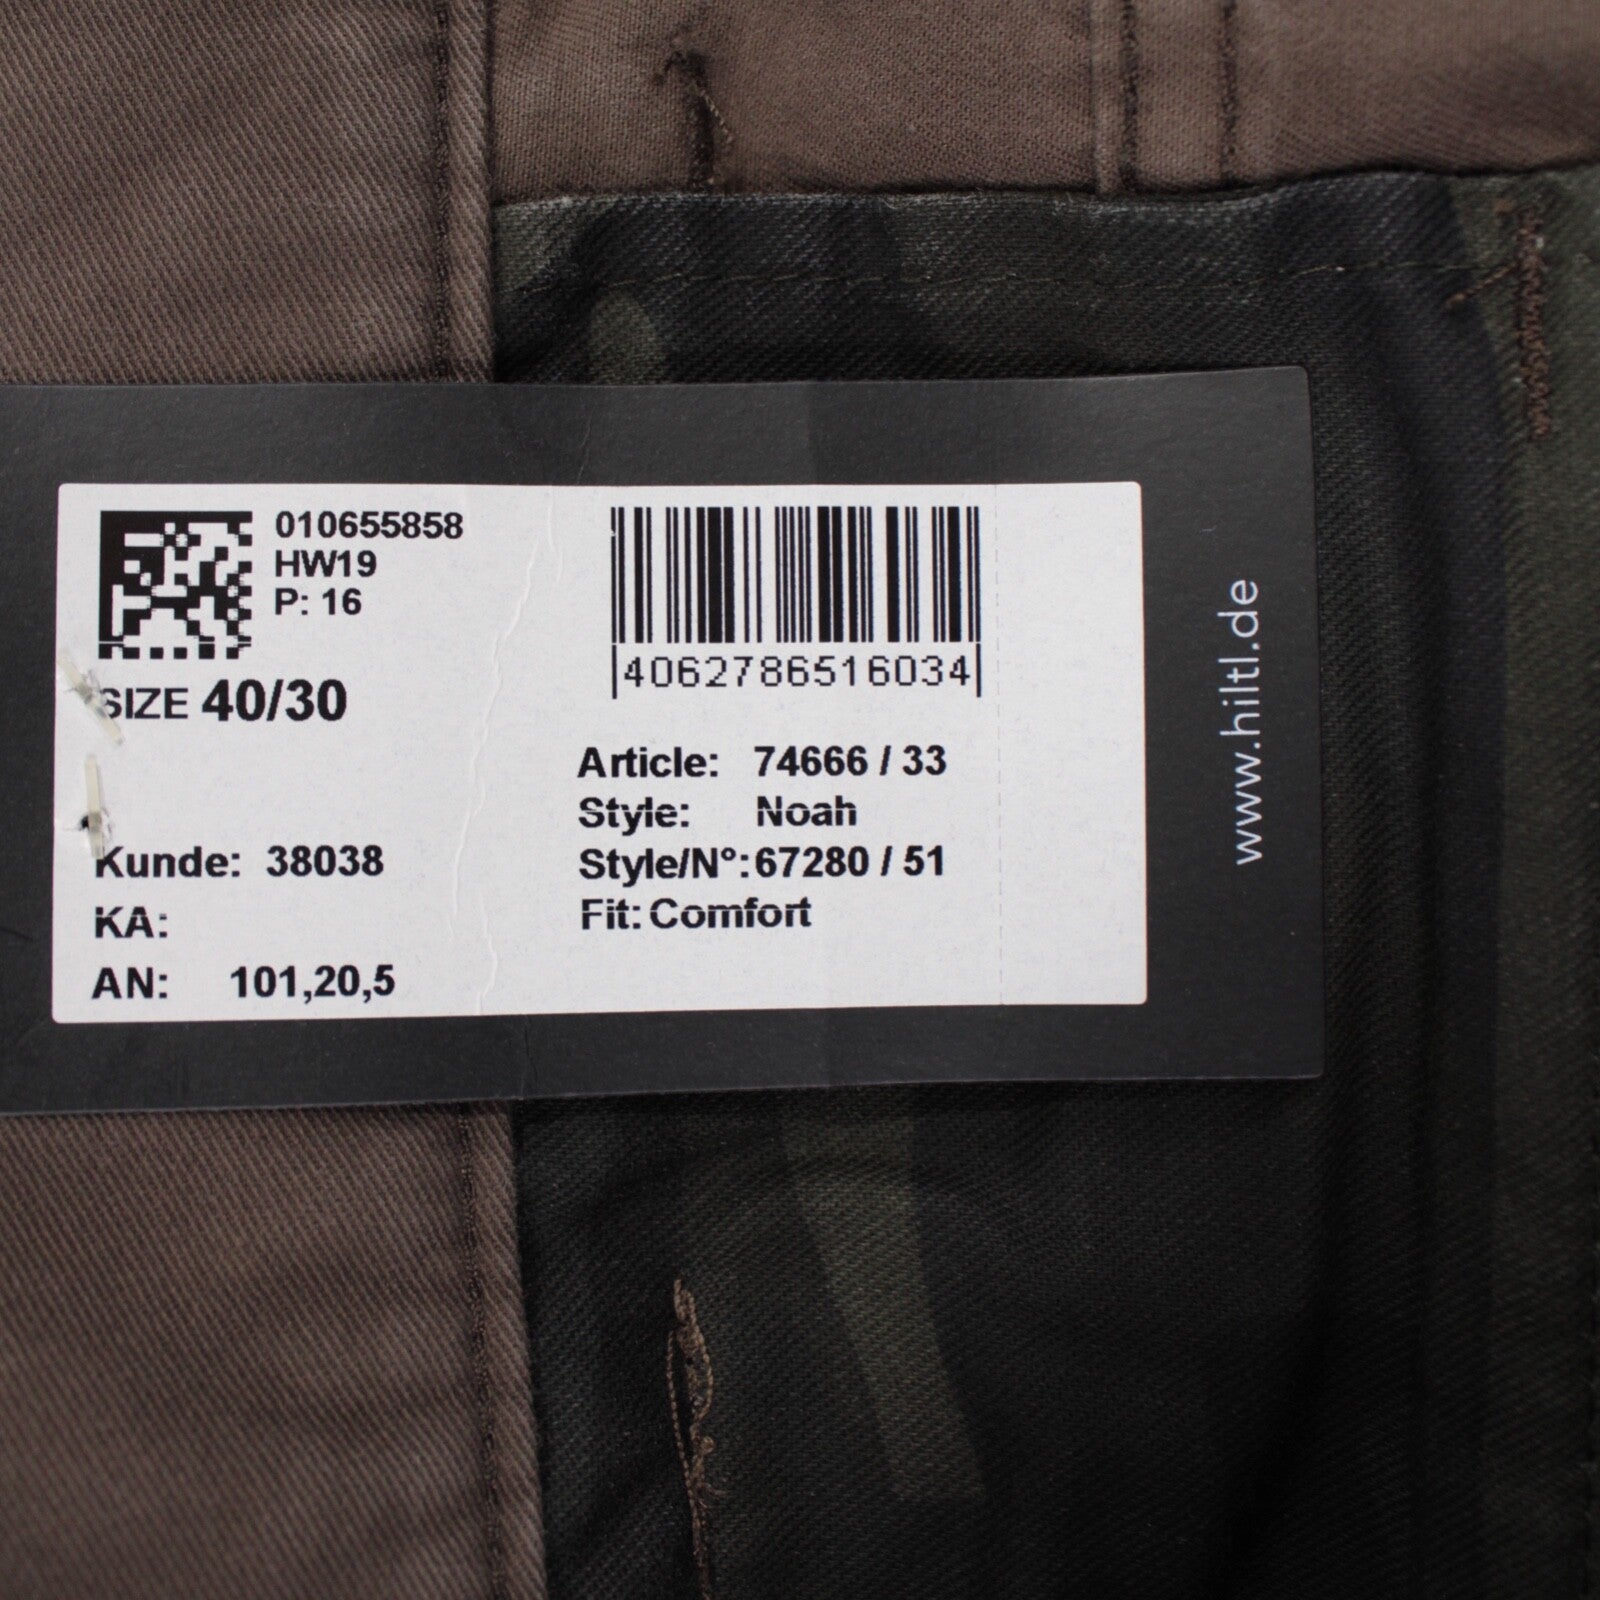 010655858
HW19
P: 16
SIZE 40/30
Kunde: 38038
KA:
AN: 101,20,5
4062786516034
Article: 74666 / 33
Style: Noah
Style/N°: 67280 / 51
Fit: Comfort
www.hiltl.de